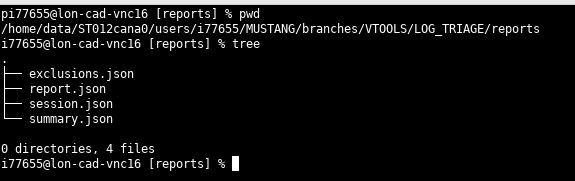 pi77655@lon-cad-vnc16 [reports] % pwd
/home/data/ST012cana0/users/i77655/MUSTANG/branches/VTOOLS/LOG_TRIAGE/reports
i77655@lon-cad-vnc16 [reports] % tree
.
├── exclusions.json
├── report.json
├── session.json
└── summary.json

0 directories, 4 files
i77655@lon-cad-vnc16 [reports] %